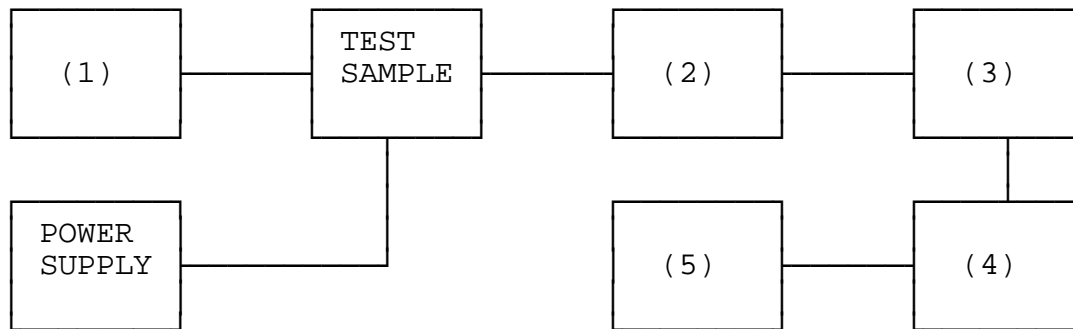 (1)
TEST
SAMPLE
(2)
(3)
POWER
SUPPLY
(5)
(4)